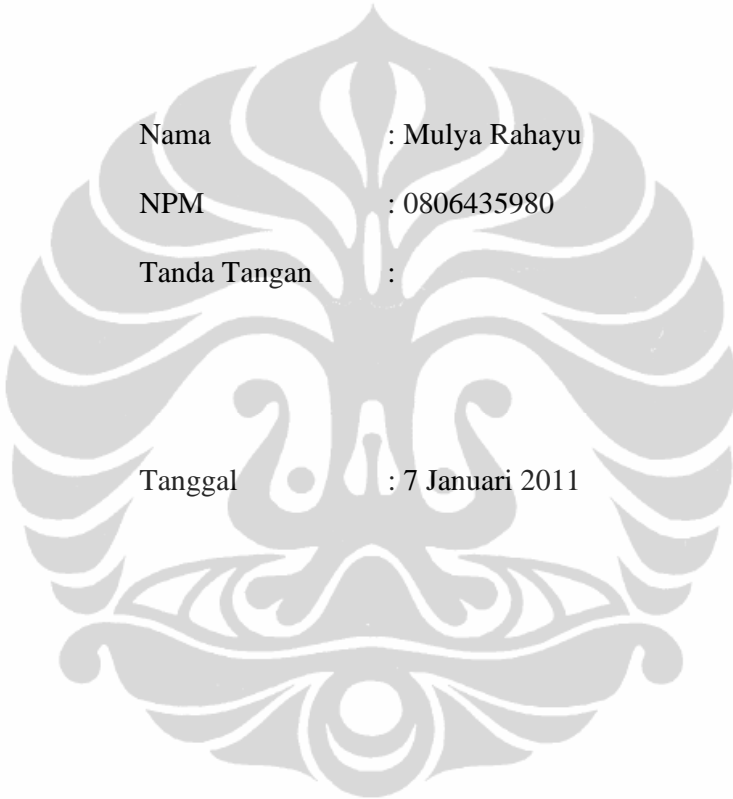 Nama : Mulya Rahayu
NPM : 0806435980
Tanda Tangan :
Tanggal : 7 Januari 2011